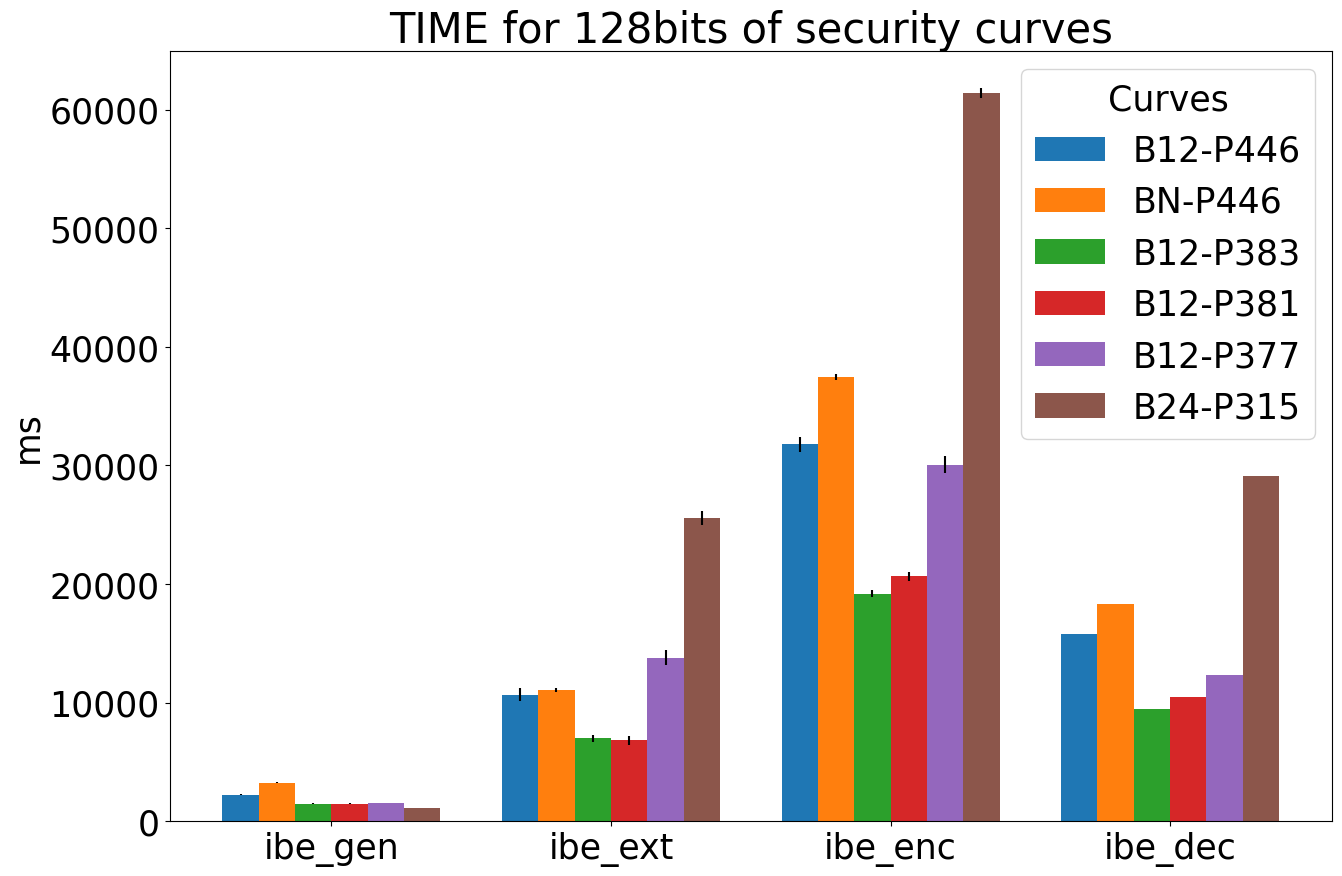 TIME for 128bits of security curves
ms
60000
50000
40000
30000
20000
10000
0
ibe_gen
ibe_ext
ibe_enc
ibe_dec
Curves
B12-P446
BN-P446
B12-P383
B12-P381
B12-P377
B24-P315